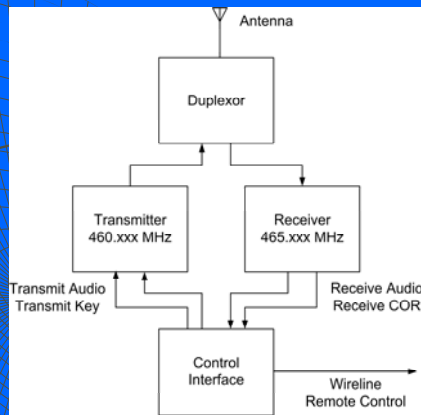 Antenna
Duplexor
Transmitter
460.xxx MHz
Receiver
465.xxx MHz
Transmit Audio
Transmit Key
Receive Audio
Receive COR
Control
Interface
Wireline
Remote Control